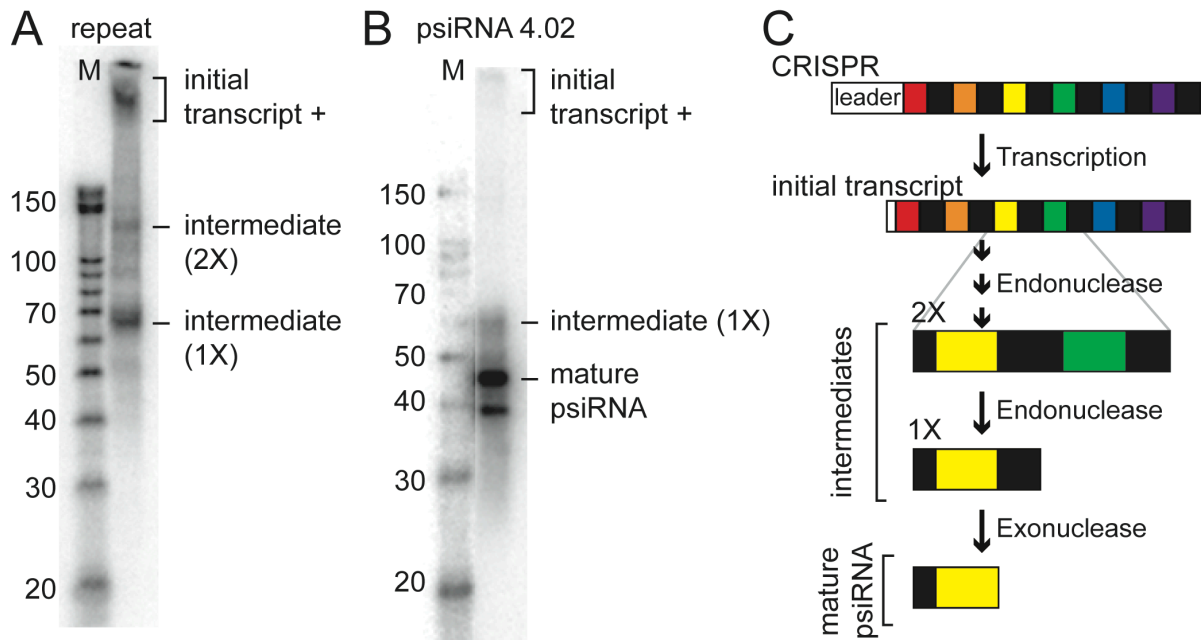 A
repeat
M
initial
transcript +
150
intermediate
(2X)
100
70
intermediate
(1X)
50
40
30
20
B
psiRNA 4.02
M
initial
transcript +
150
100
70
intermediate (1X)
50
mature
psiRNA
40
30
20
C
CRISPR
leader
Transcription
initial transcript
Endonuclease
2X
intermediates
Endonuclease
1X
Exonuclease
mature
psiRNA